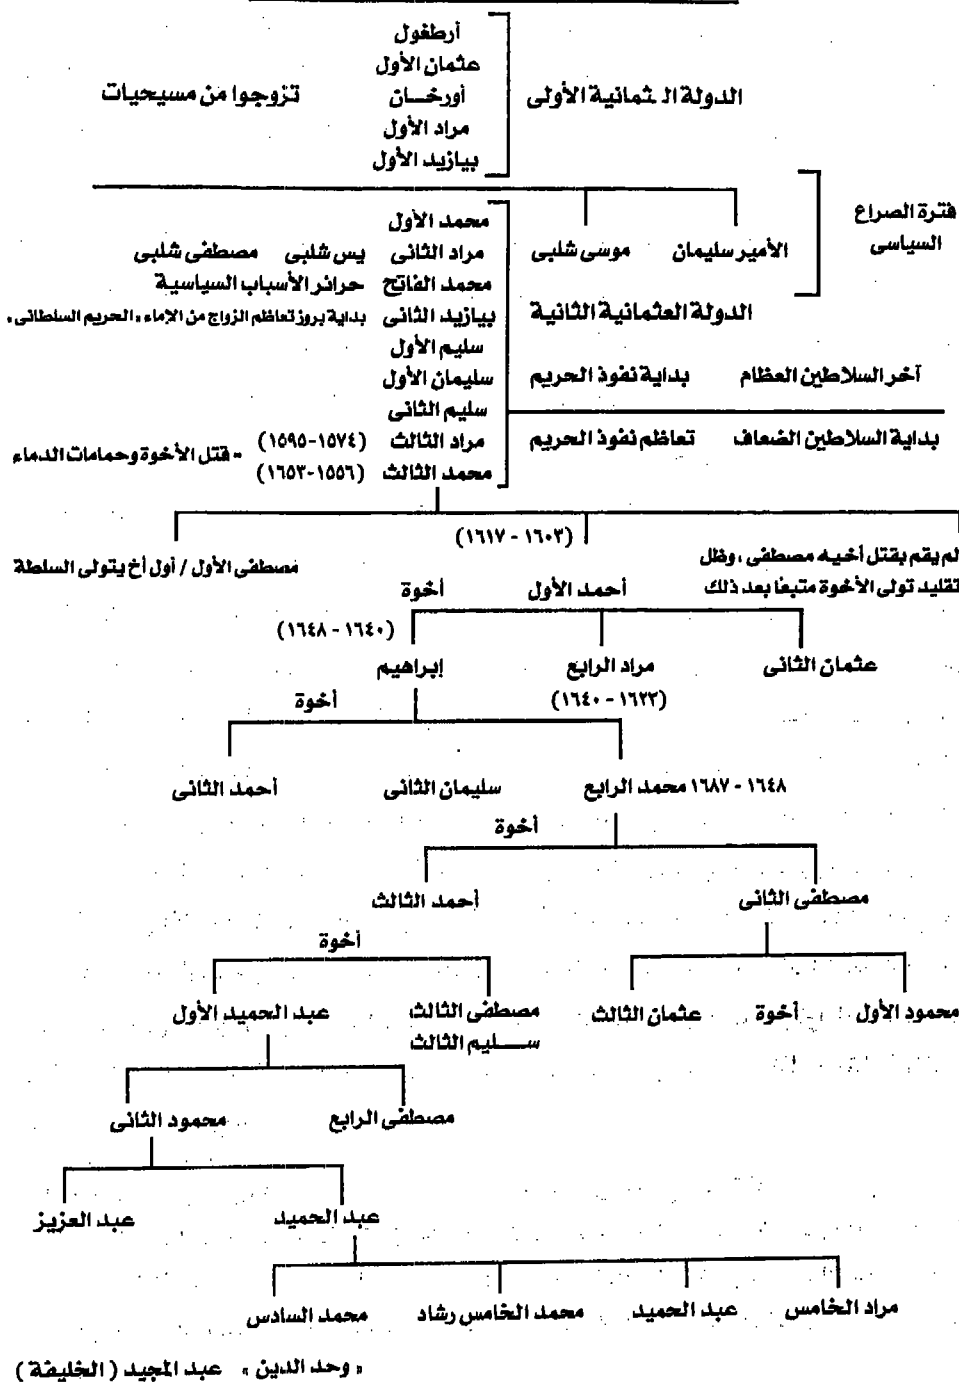 أرطغول
عثمان الأول
الدولة العثمانية الأولى أورخـــان تزوجوا من مسيحيات
مراد الأول
بيازيد الأول
فترة الصراع
السياسى
محمد الأول
الأمير سليمان موسى شلبى مراد الثانى يس شلبى مصطفى شلبى
محمد الفاتح حرائر الأسباب السياسية
الدولة العثمانية الثانية بيازيد الثانى بداية بروز تعاظم الزواج من الإماء «الحريم السلطانى»
سليم الأول
آخر السلاطين العظام بداية نفوذ الحريم سليمان الأول
سليم الثانى
بداية السلاطين الضعاف تعاظم نفوذ الحريم مراد الثالث (١٥٧٤-١٥٩٥) - قتل الأخوة وحمامات الدماء
محمد الثالث (١٥٥٦-١٦٥٣)
(١٦٠٣ - ١٦١٧)
لم يقم بقتل أخيه مصطفى ، وظل مصطفى الأول / أول أخ يتولى السلطة
تقليد تولى الأخوة متبعًا بعد ذلك أحمد الأول أخوة
(١٦٤٠ - ١٦٤٨)
عثمان الثانى مراد الرابع إبراهيم
(١٦٢٣ - ١٦٤٠)
أخوة
١٦٤٨ - ١٦٨٧ محمد الرابع سليمان الثانى أحمد الثانى
أخوة
مصطفى الثانى أحمد الثالث
أخوة
محمود الأول أخوة عثمان الثالث مصطفى الثالث عبد الحميد الأول
ســـــليم الثالث
مصطفى الرابع محمود الثانى
عبد الحميد عبد العزيز
مراد الخامس عبد الحميد محمد الخامس رشاد محمد السادس
« وحد الدين » عبد المجيد (الخليفة)